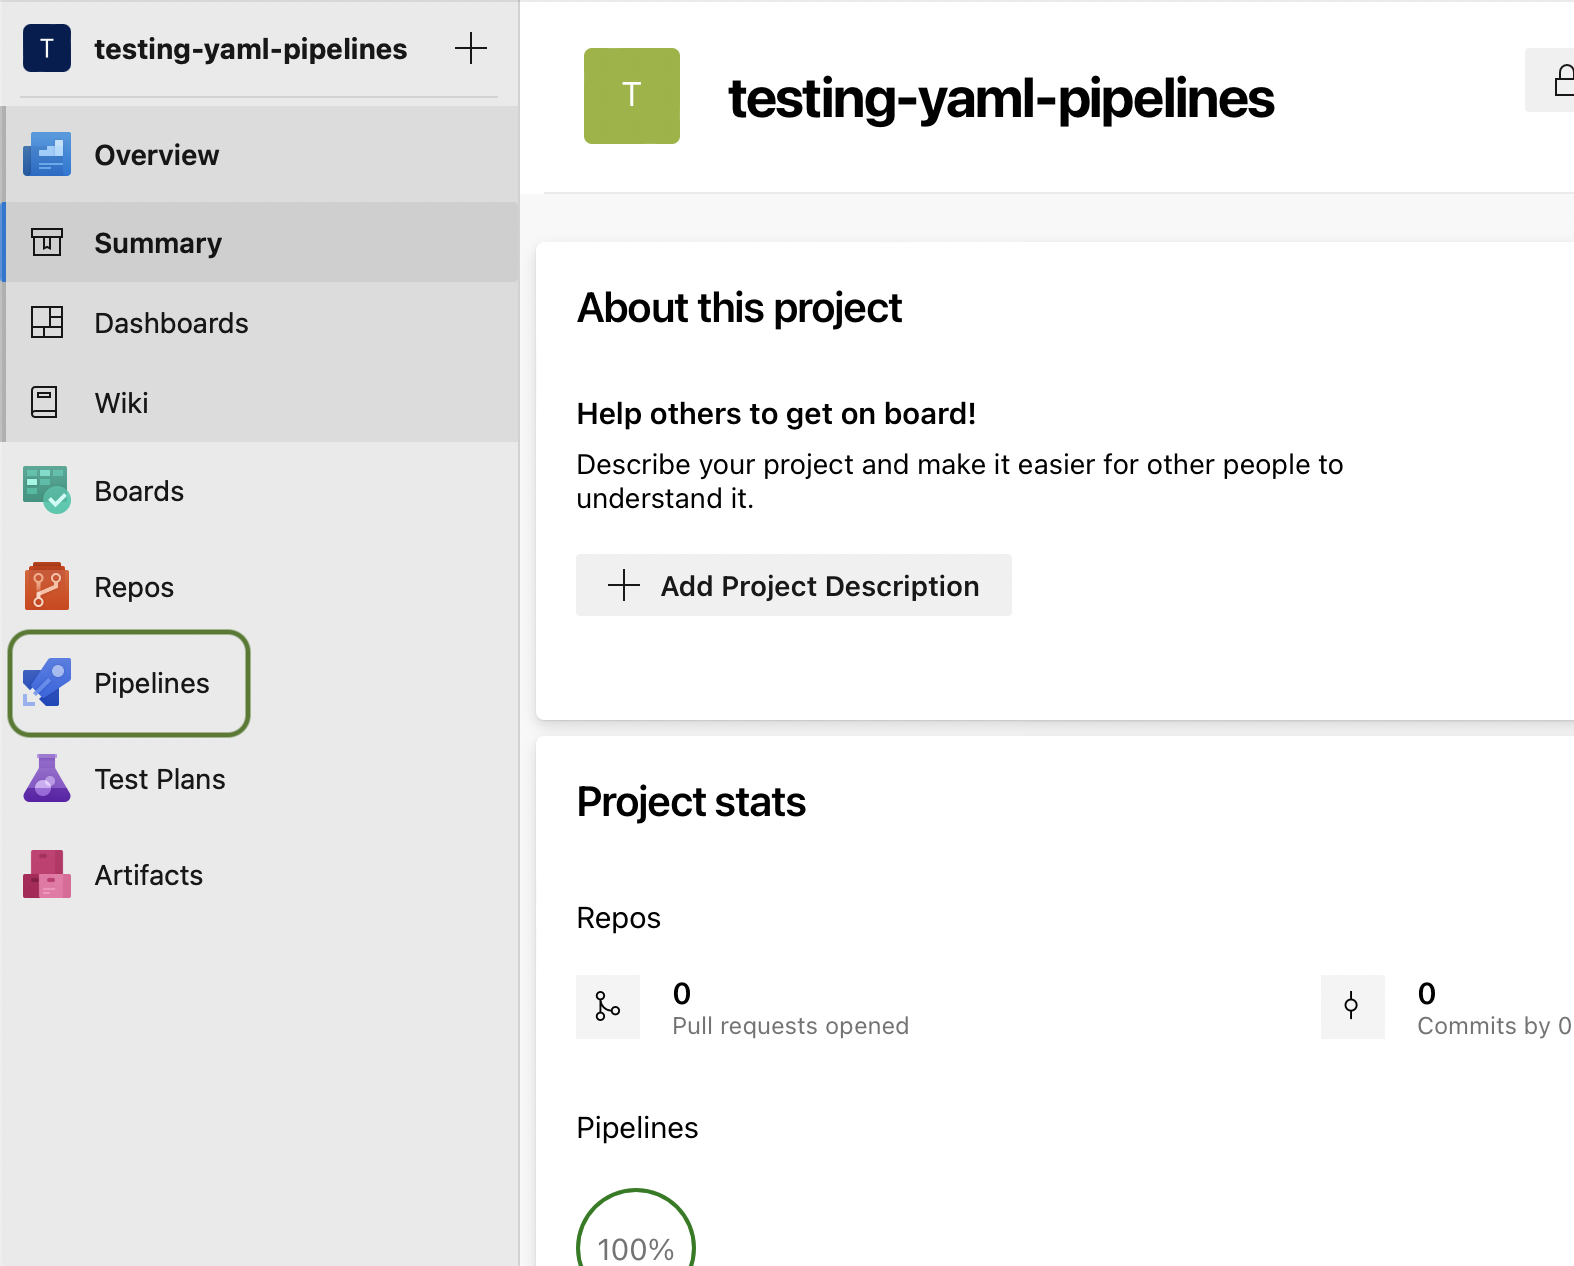 T
testing-yaml-pipelines
Overview
Summary
Dashboards
Wiki
Boards
Repos
Pipelines
Test Plans
Artifacts
T
testing-yaml-pipelines
About this project
Help others to get on board!
Describe your project and make it easier for other people to
understand it.
Add Project Description
Project stats
Repos
0
Pull requests opened
0
Commits by 0
Pipelines
100%